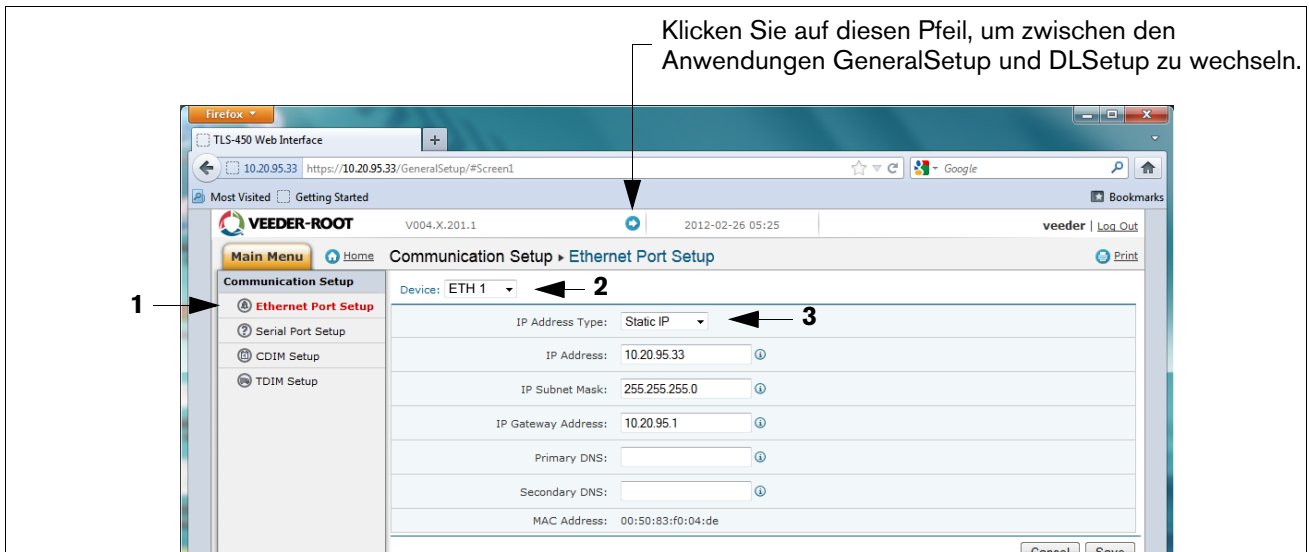 Klicken Sie auf diesen Pfeil, um zwischen den
Anwendungen GeneralSetup und DLSetup zu wechseln.
Firefox
TLS-450 Web Interface
+
10.20.95.33 https://10.20.95.33/GeneralSetup/#Screen1
Google
Most Visited Getting Started
Bookmarks
VEEDER-ROOT V004.X.201.1 2012-02-26 05:25 veeder | Log Out
Main Menu Home Communication Setup ▸ Ethernet Port Setup Print
Communication Setup
Device: ETH 1 2
1 Ethernet Port Setup
IP Address Type: Static IP 3
Serial Port Setup
IP Address: 10.20.95.33
CDIM Setup
IP Subnet Mask: 255.255.255.0
TDIM Setup
IP Gateway Address: 10.20.95.1
Primary DNS:
Secondary DNS:
MAC Address: 00:50:83:f0:04:de
Cancel Save